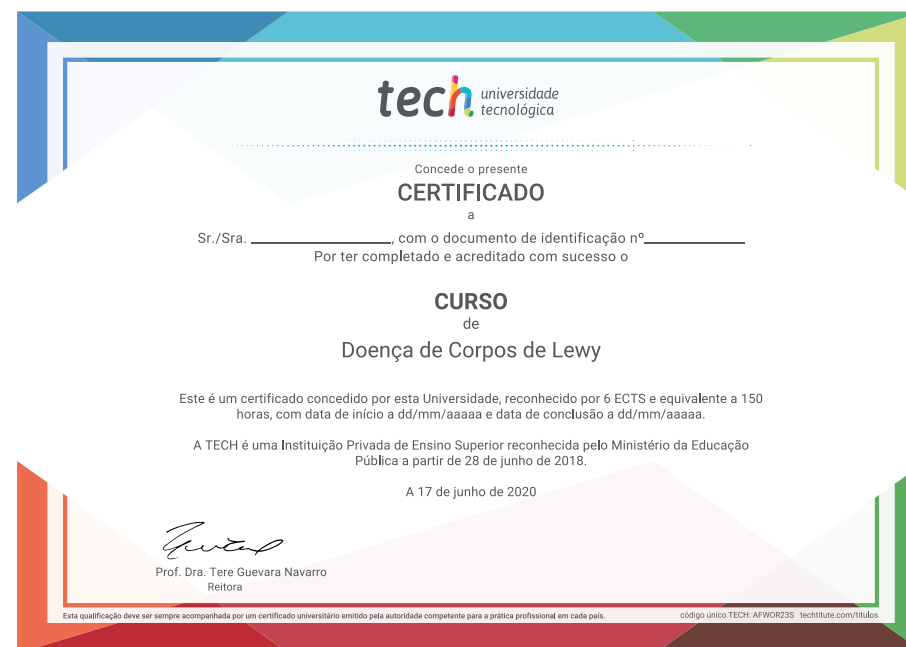 tech universidade
tecnológica
Concede o presente
CERTIFICADO
a
Sr./Sra. ____________________, com o documento de identificação nº______________
Por ter completado e acreditado com sucesso o
CURSO
de
Doença de Corpos de Lewy
Este é um certificado concedido por esta Universidade, reconhecido por 6 ECTS e equivalente a 150
horas, com data de início a dd/mm/aaaaa e data de conclusão a dd/mm/aaaaa.
A TECH é uma Instituição Privada de Ensino Superior reconhecida pelo Ministério da Educação
Pública a partir de 28 de junho de 2018.
A 17 de junho de 2020
Prof. Dra. Tere Guevara Navarro
Reitora
Esta qualificação deve ser sempre acompanhada por um certificado universitário emitido pela autoridade competente para a prática profissional em cada país.
código único TECH: AFWOR23S techtitute.com/titulos